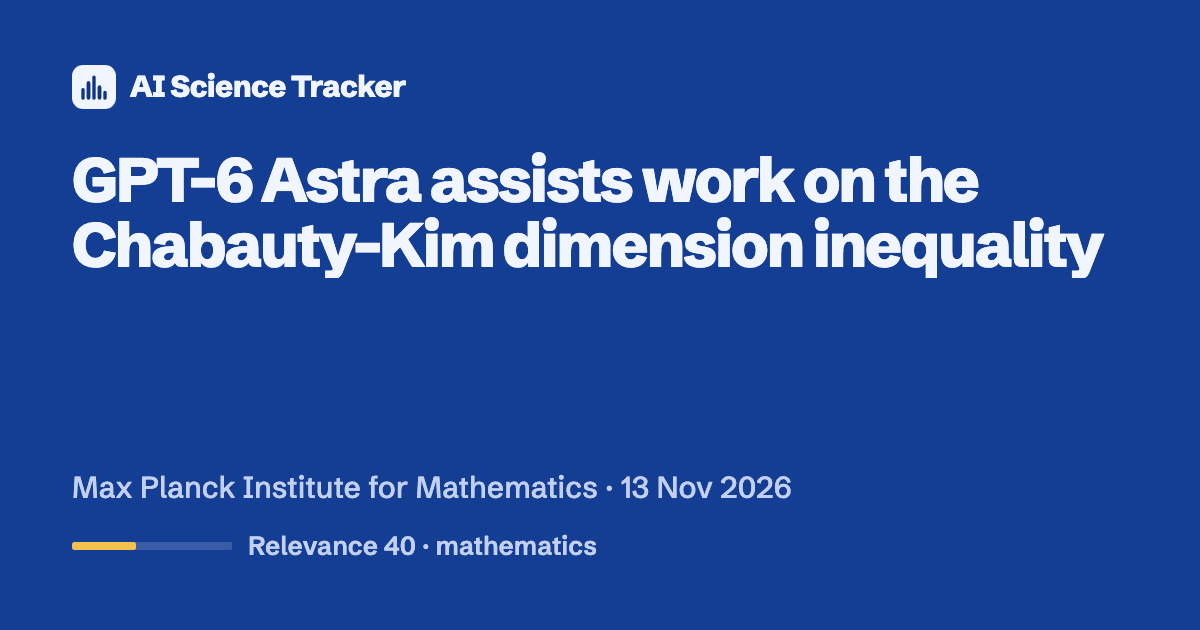 AI Science Tracker
GPT-6 Astra assists work on the
Chabauty-Kim dimension inequality
Max Planck Institute for Mathematics · 13 Nov 2026
Relevance 40 · mathematics